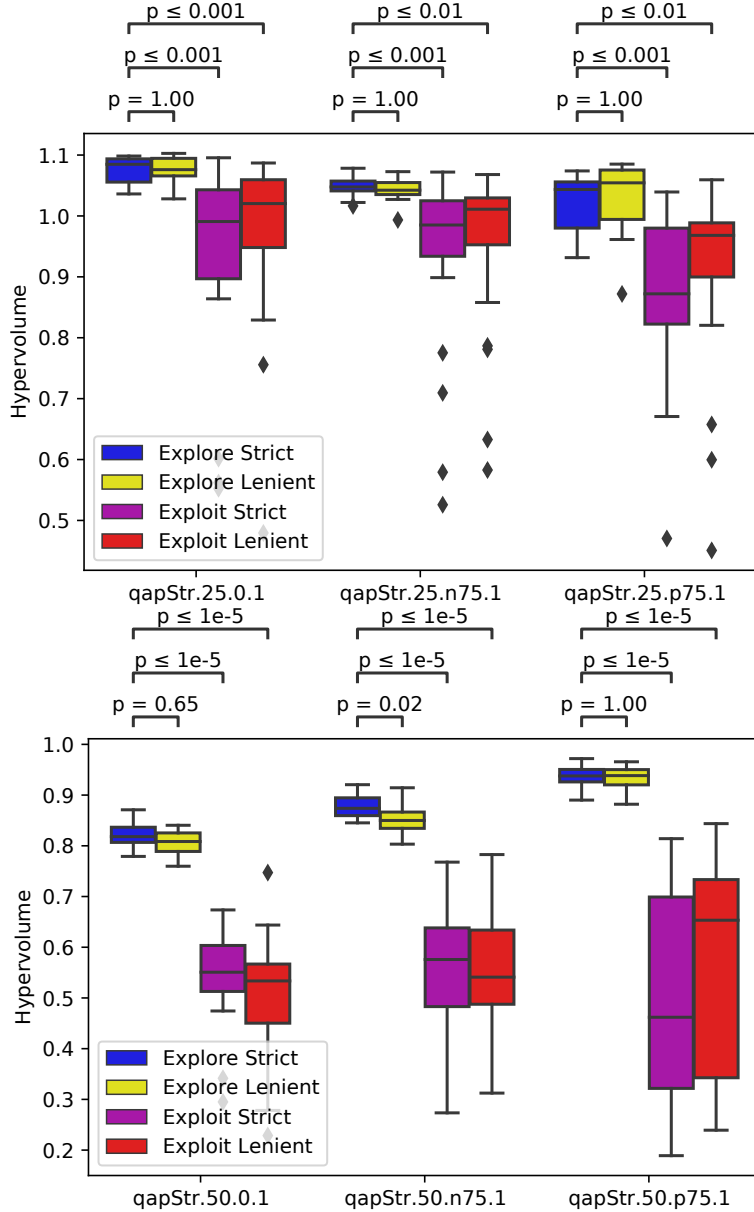 p ≤ 0.001
p ≤ 0.01
p ≤ 0.01
p ≤ 0.001
p ≤ 0.001
p ≤ 0.001
p = 1.00
p = 1.00
p = 1.00
1.1
1.0
0.9
0.8
0.7
0.6
0.5
Hypervolume
Explore Strict
Explore Lenient
Exploit Strict
Exploit Lenient
qapStr.25.0.1
qapStr.25.n75.1
qapStr.25.p75.1
p ≤ 1e-5
p ≤ 1e-5
p ≤ 1e-5
p ≤ 1e-5
p ≤ 1e-5
p ≤ 1e-5
p = 0.65
p = 0.02
p = 1.00
1.0
0.9
0.8
0.7
0.6
0.5
0.4
0.3
0.2
Hypervolume
Explore Strict
Explore Lenient
Exploit Strict
Exploit Lenient
qapStr.50.0.1
qapStr.50.n75.1
qapStr.50.p75.1